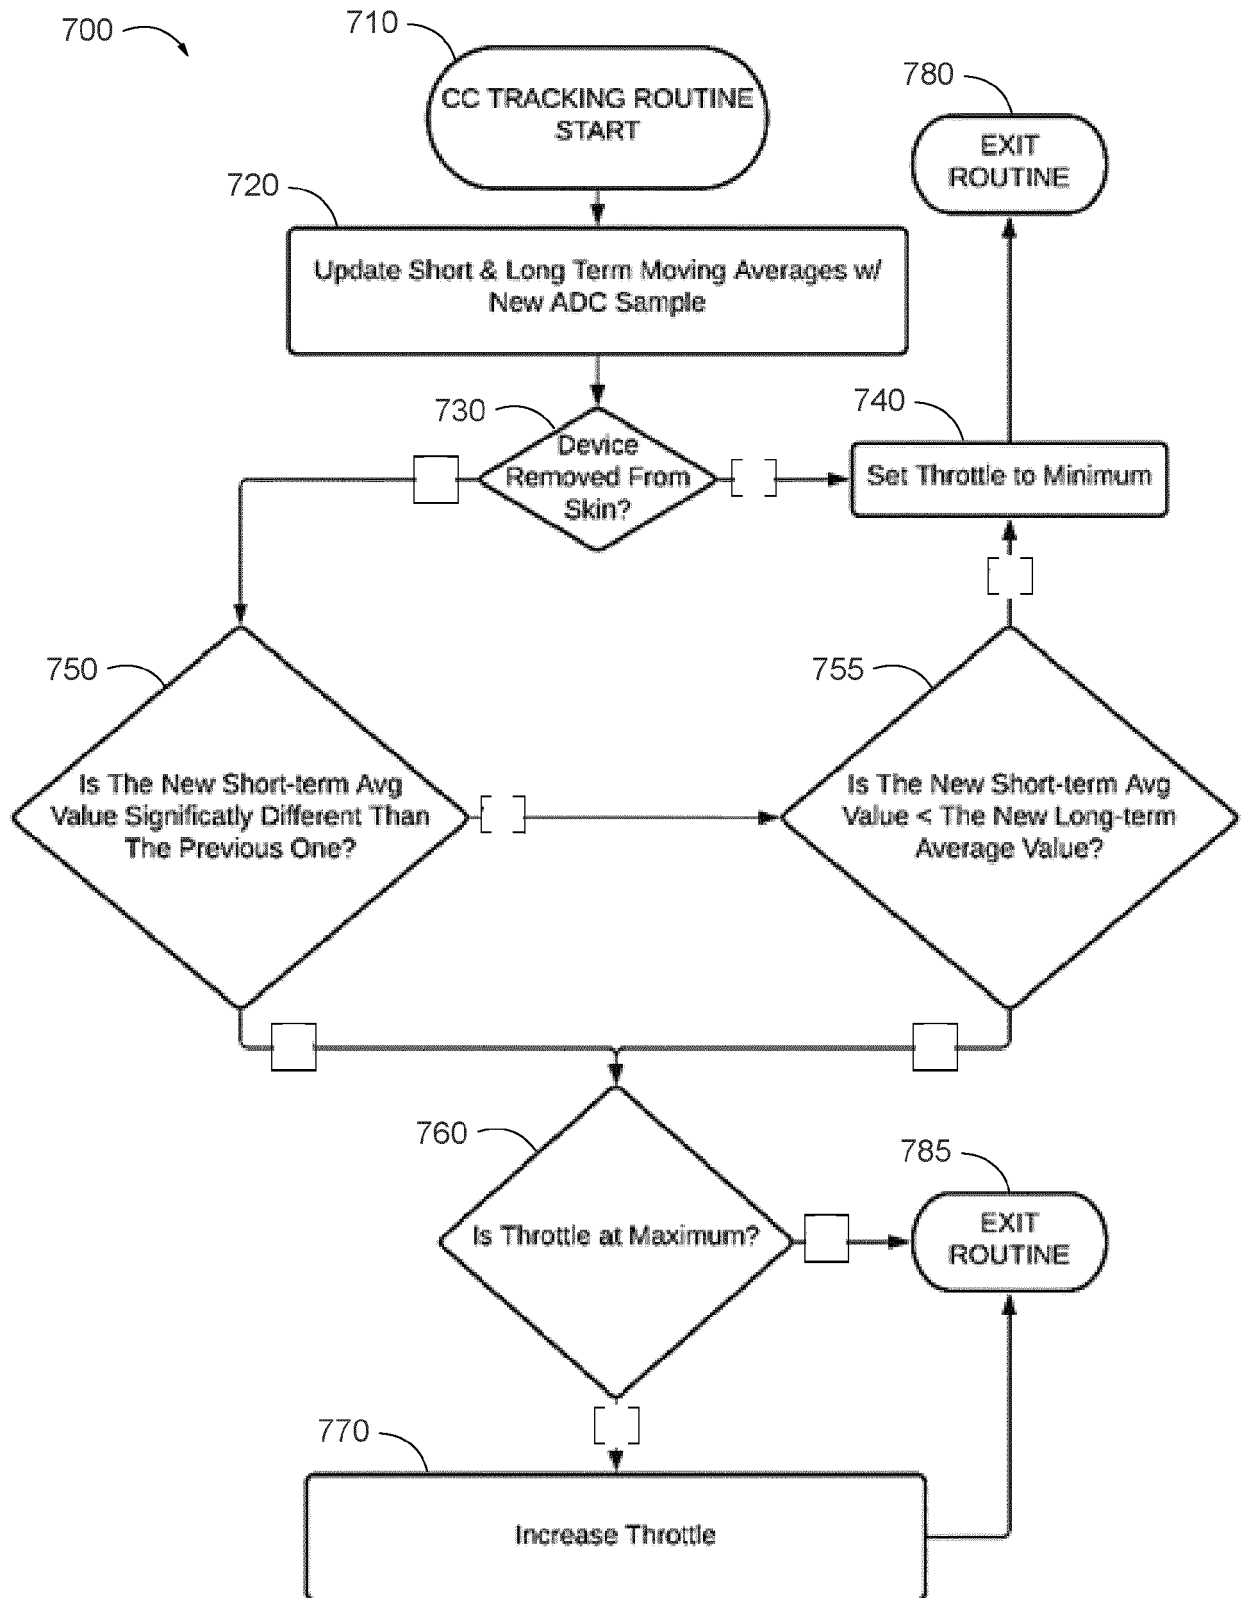 700
710
CC TRACKING ROUTINE
START
780
EXIT
ROUTINE
720
Update Short & Long Term Moving Averages w/
New ADC Sample
730
Device
Removed From
Skin?
740
Set Throttle to Minimum
750
Is The New Short-term Avg
Value Significatly Different Than
The Previous One?
755
Is The New Short-term Avg
Value < The New Long-term
Average Value?
760
Is Throttle at Maximum?
785
EXIT
ROUTINE
770
Increase Throttle